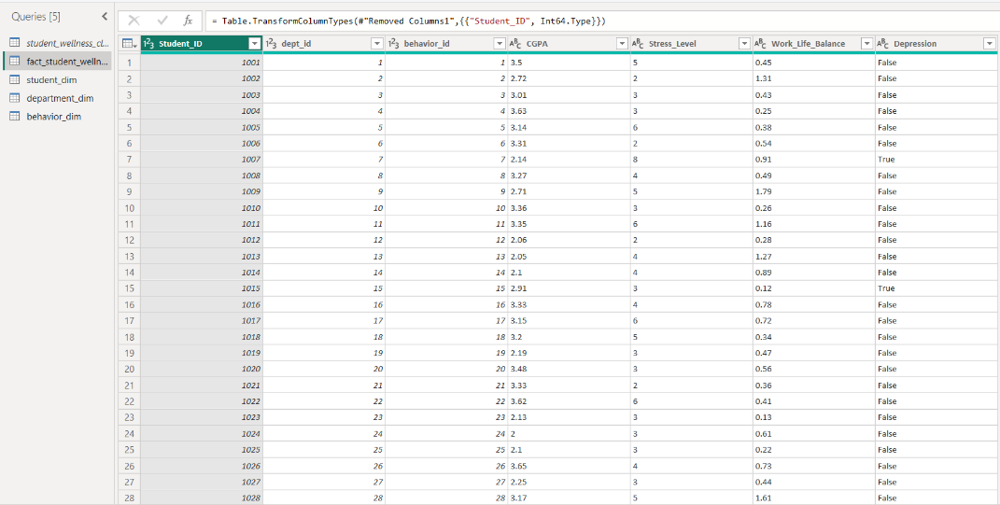 Queries [5]
student_wellness_cl...
fact_student_welln...
student_dim
department_dim
behavior_dim
fx = Table.TransformColumnTypes(#"Removed Columns1",{{"Student_ID", Int64.Type}})
123 Student_ID 123 dept_id 123 behavior_id ABC CGPA ABC Stress_Level ABC Work_Life_Balance ABC Depression
1 1001 1 1 3.5 5 0.45 False
2 1002 2 2 2.72 2 1.31 False
3 1003 3 3 3.01 3 0.43 False
4 1004 4 4 3.63 3 0.25 False
5 1005 5 5 3.14 6 0.38 False
6 1006 6 6 3.31 2 0.54 False
7 1007 7 7 2.14 8 0.91 True
8 1008 8 8 3.27 4 0.49 False
9 1009 9 9 2.71 5 1.79 False
10 1010 10 10 3.36 3 0.26 False
11 1011 11 11 3.35 6 1.16 False
12 1012 12 12 2.06 2 0.28 False
13 1013 13 13 2.05 4 1.27 False
14 1014 14 14 2.1 4 0.89 False
15 1015 15 15 2.91 3 0.12 True
16 1016 16 16 3.33 4 0.78 False
17 1017 17 17 3.15 6 0.72 False
18 1018 18 18 3.2 5 0.34 False
19 1019 19 19 2.19 3 0.47 False
20 1020 20 20 3.48 3 0.56 False
21 1021 21 21 3.33 2 0.36 False
22 1022 22 22 3.62 6 0.41 False
23 1023 23 23 2.13 3 0.13 False
24 1024 24 24 2 3 0.61 False
25 1025 25 25 2.1 3 0.22 False
26 1026 26 26 3.65 4 0.73 False
27 1027 27 27 2.25 3 0.44 False
28 1028 28 28 3.17 5 1.61 False